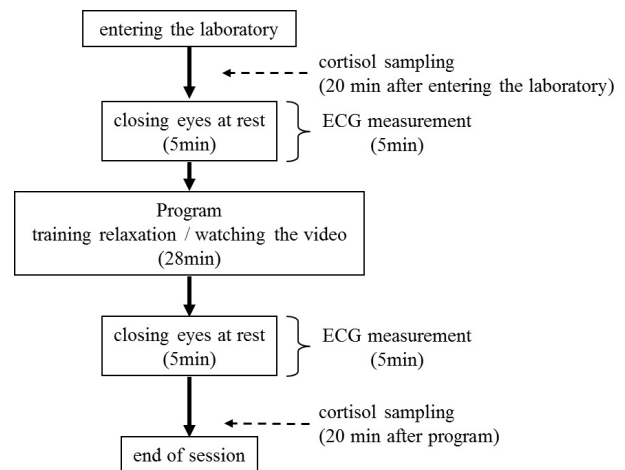 entering the laboratory
cortisol sampling
(20 min after entering the laboratory)
closing eyes at rest
(5min)
ECG measurement
(5min)
Program
training relaxation / watching the video
(28min)
closing eyes at rest
(5min)
ECG measurement
(5min)
cortisol sampling
(20 min after program)
end of session